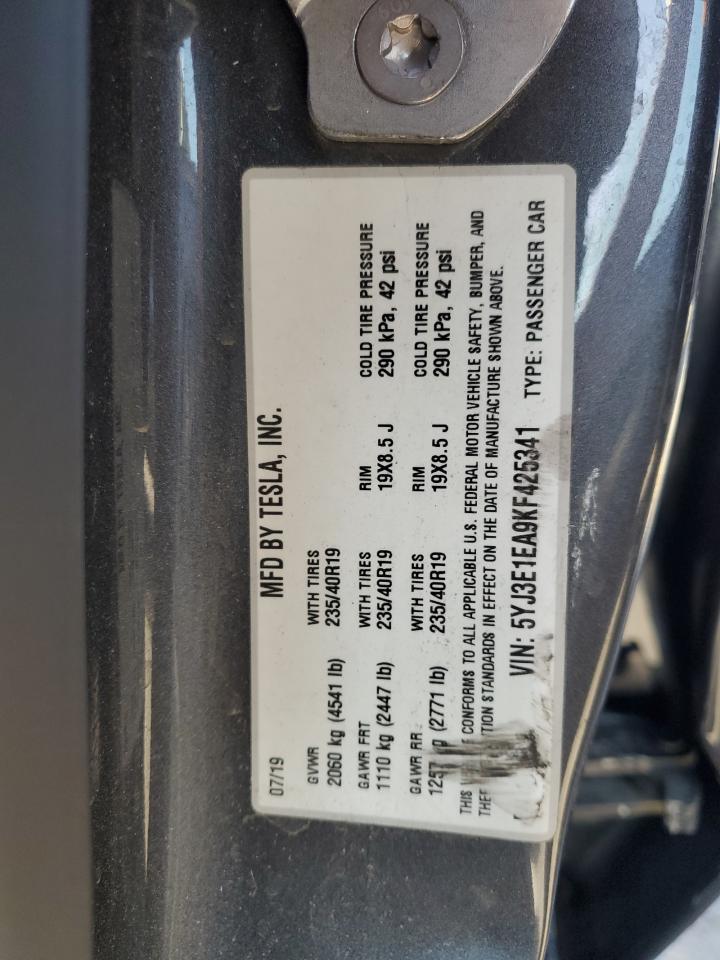 MFD BY TESLA, INC.
07/19
GVWR WITH TIRES
2060 kg (4541 lb) 235/40R19
GAWR FRT WITH TIRES RIM COLD TIRE PRESSURE
1110 kg (2447 lb) 235/40R19 19X8.5 J 290 kPa, 42 psi
GAWR RR WITH TIRES RIM COLD TIRE PRESSURE
1257 kg (2771 lb) 235/40R19 19X8.5 J 290 kPa, 42 psi
THIS CONFORMS TO ALL APPLICABLE U.S. FEDERAL MOTOR VEHICLE SAFETY, BUMPER, AND
STANDARDS IN EFFECT ON THE DATE OF MANUFACTURE SHOWN ABOVE.
VIN: 5YJ3E1EA9KF425341 TYPE: PASSENGER CAR